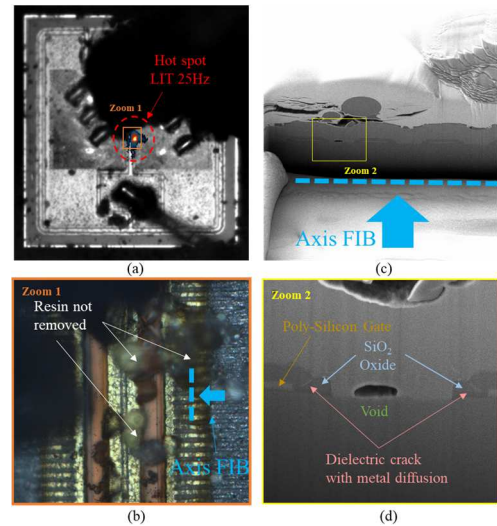 Hot spot
LIT 25Hz
Zoom 1
(a)
Zoom 2
Axis FIB
(c)
Zoom 1
Resin not
removed
Axis FIB
(b)
Zoom 2
Poly-Silicon Gate
SiO₂
Oxide
Void
Dielectric crack
with metal diffusion
(d)